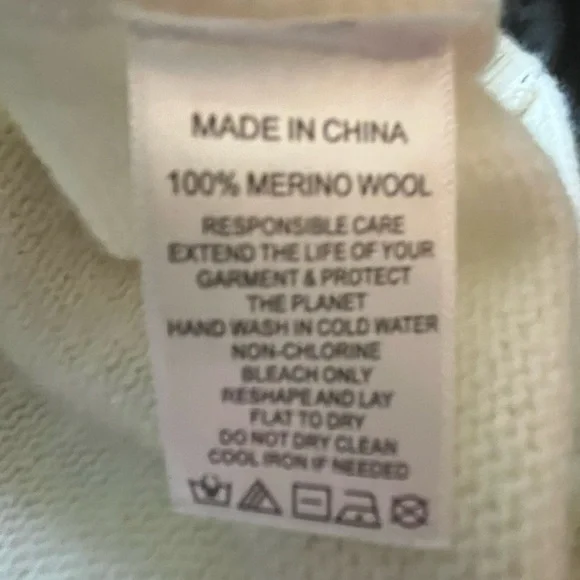 MADE IN CHINA
100% MERINO WOOL
RESPONSIBLE CARE
EXTEND THE LIFE OF YOUR
GARMENT & PROTECT
THE PLANET
HAND WASH IN COLD WATER
NON-CHLORINE
BLEACH ONLY
RESHAPE AND LAY
FLAT TO DRY
DO NOT DRY CLEAN
COOL IRON IF NEEDED